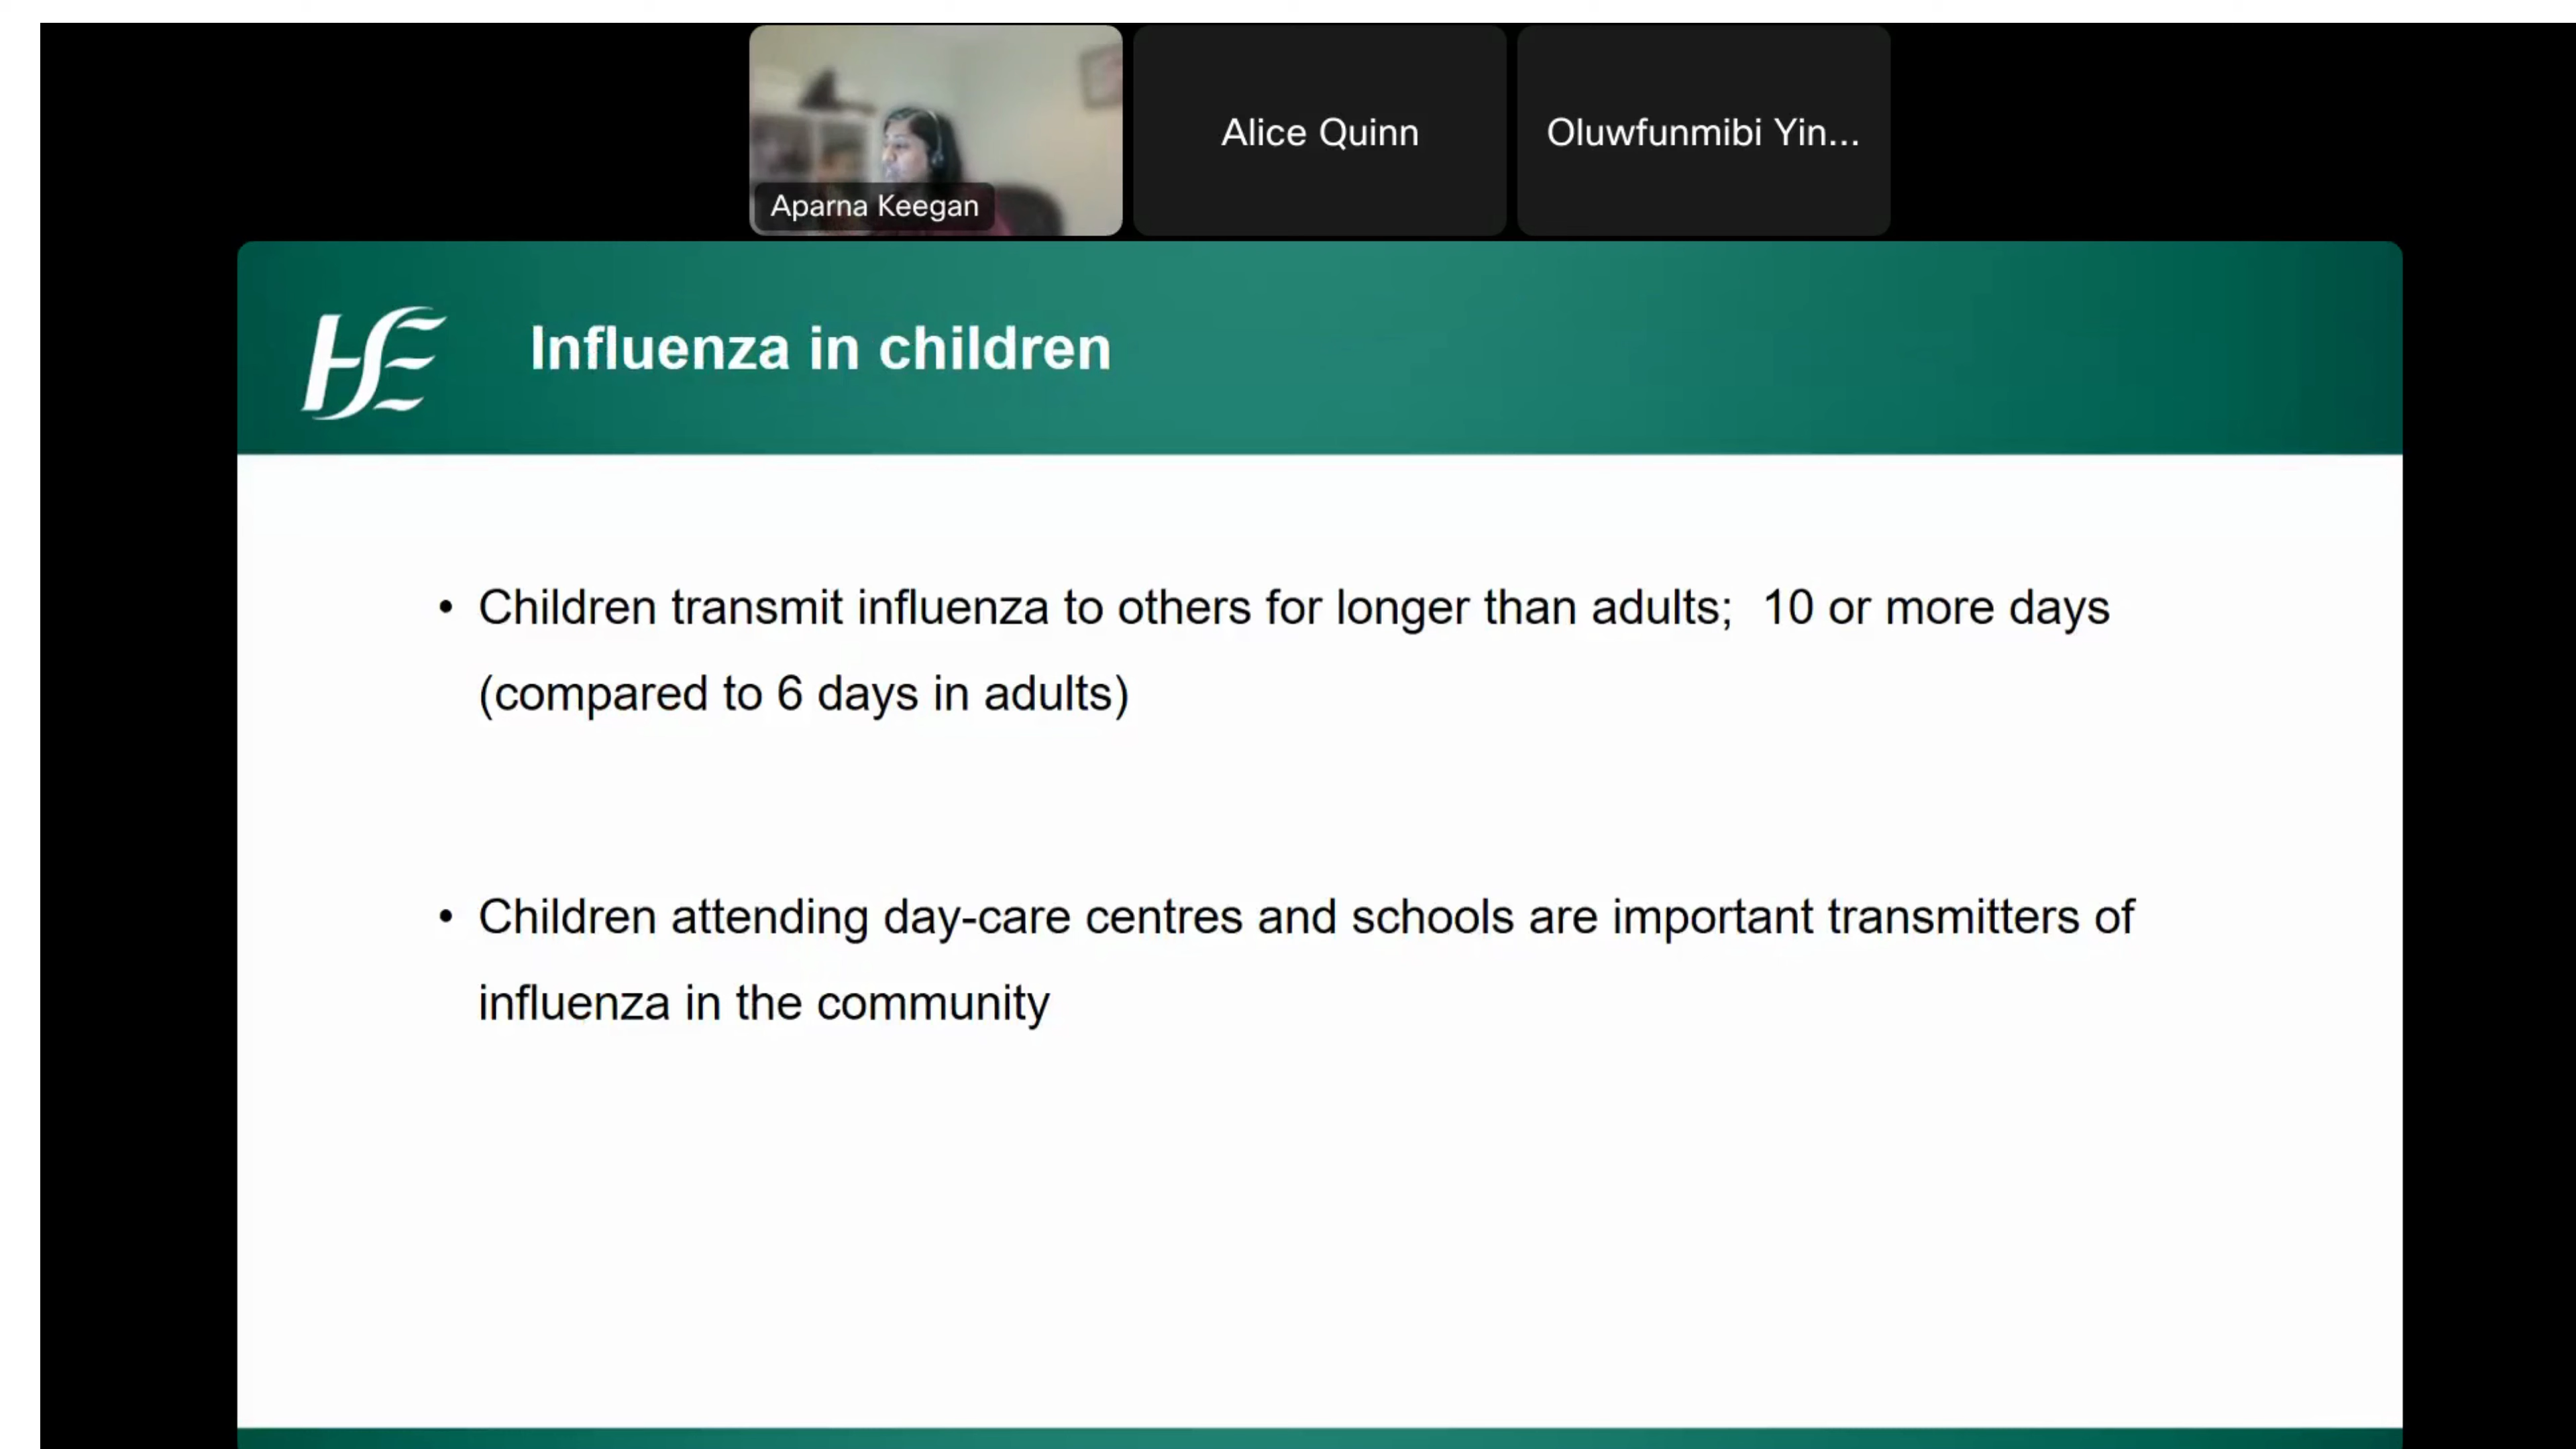 Aparna Keegan
Alice Quinn
Oluwfunmibi Yin...
HSE
Influenza in children
• Children transmit influenza to others for longer than adults; 10 or more days
(compared to 6 days in adults)
• Children attending day-care centres and schools are important transmitters of
influenza in the community